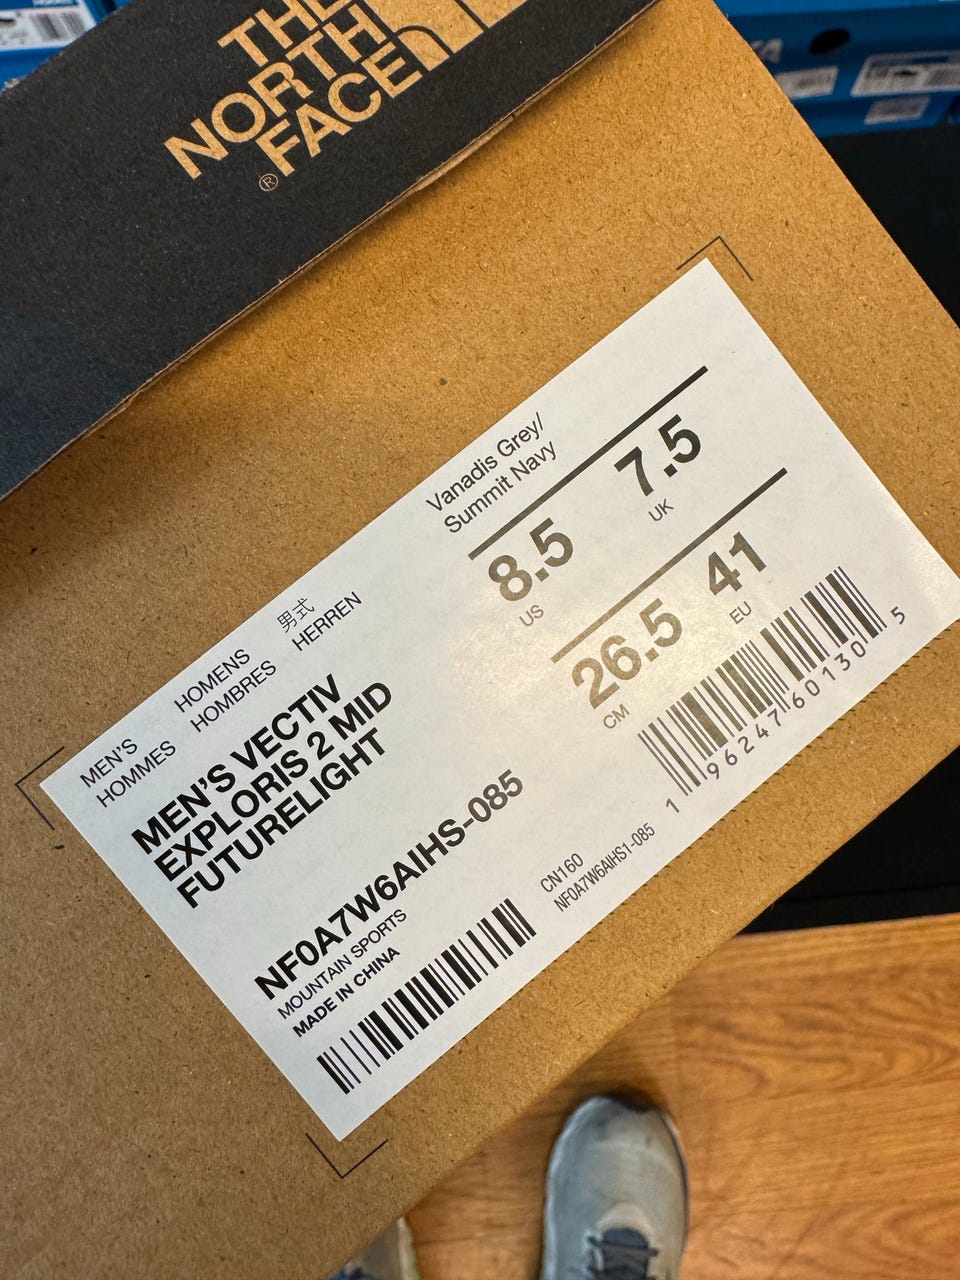 THE
NORTH
FACE
®
Vanadis Grey/
Summit Navy
8.5 7.5
US UK
26.5 41
CM EU
1 96247 60130 5
男式
MEN'S HOMENS
HOMMES HOMBRES HERREN
MEN'S VECTIV
EXPLORIS 2 MID
FUTURELIGHT
NF0A7W6AIHS-085
MOUNTAIN SPORTS
MADE IN CHINA
CN160
NF0A7W6AIHS1-085